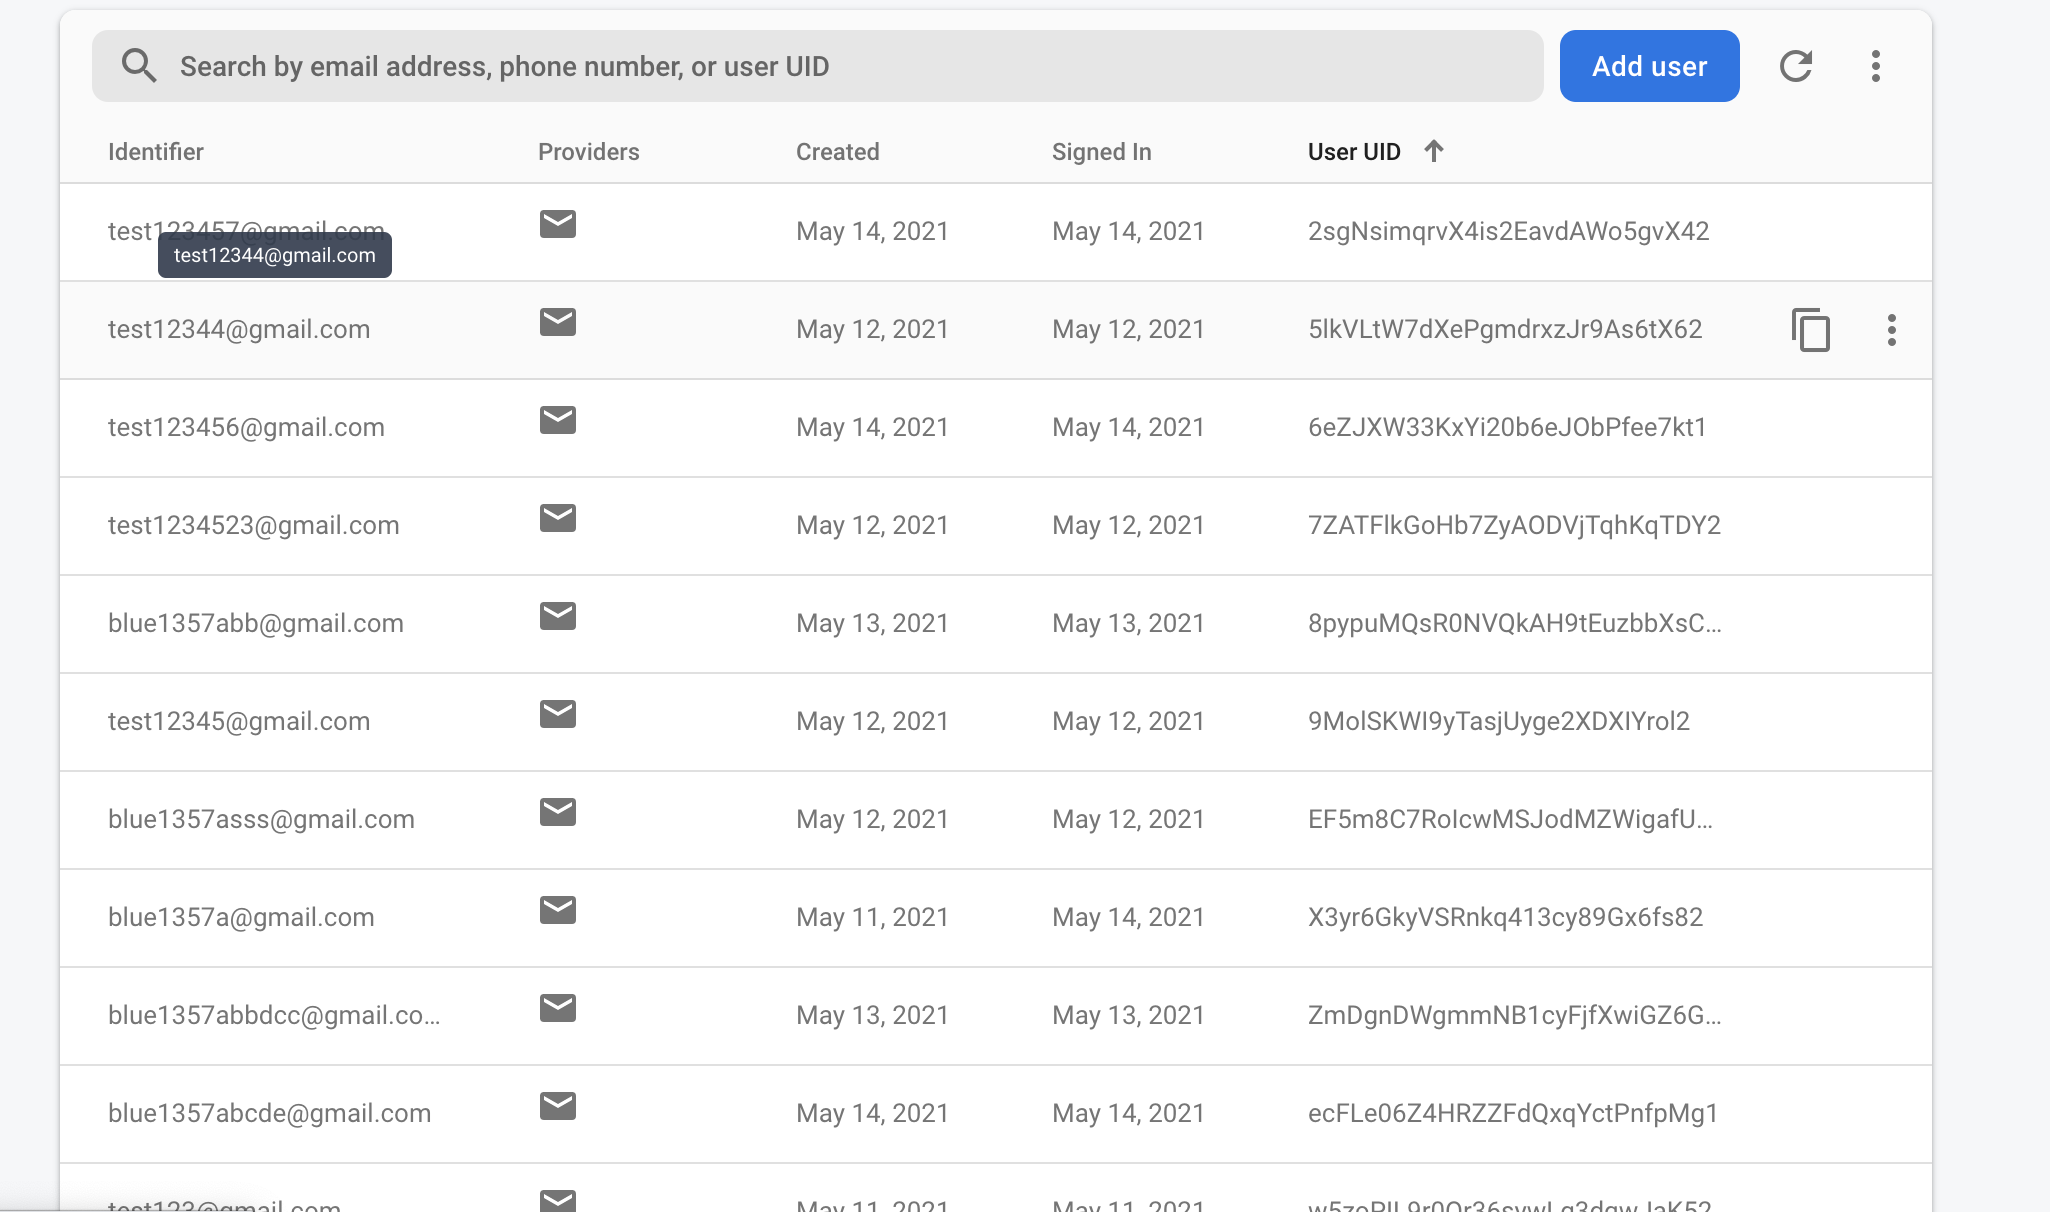 Search by email address, phone number, or user UID Add user
Identifier Providers Created Signed In User UID
test123457@gmail.com May 14, 2021 May 14, 2021 2sgNsimqrvX4is2EavdAWo5gvX42
test12344@gmail.com
test12344@gmail.com May 12, 2021 May 12, 2021 5lkVLtW7dXePgmdrxzJr9As6tX62
test123456@gmail.com May 14, 2021 May 14, 2021 6eZJXW33KxYi20b6eJObPfee7kt1
test1234523@gmail.com May 12, 2021 May 12, 2021 7ZATFlkGoHb7ZyAODVjTqhKqTDY2
blue1357abb@gmail.com May 13, 2021 May 13, 2021 8pypuMQsR0NVQkAH9tEuzbbXsC...
test12345@gmail.com May 12, 2021 May 12, 2021 9MolSKWI9yTasjUyge2XDXIYrol2
blue1357asss@gmail.com May 12, 2021 May 12, 2021 EF5m8C7RoIcwMSJodMZWigafU...
blue1357a@gmail.com May 11, 2021 May 14, 2021 X3yr6GkyVSRnkq413cy89Gx6fs82
blue1357abbdcc@gmail.co... May 13, 2021 May 13, 2021 ZmDgnDWgmmNB1cyFjfXwiGZ6G...
blue1357abcde@gmail.com May 14, 2021 May 14, 2021 ecFLe06Z4HRZZFdQxqYctPnfpMg1
test123@gmail.com May 11, 2021 May 11, 2021